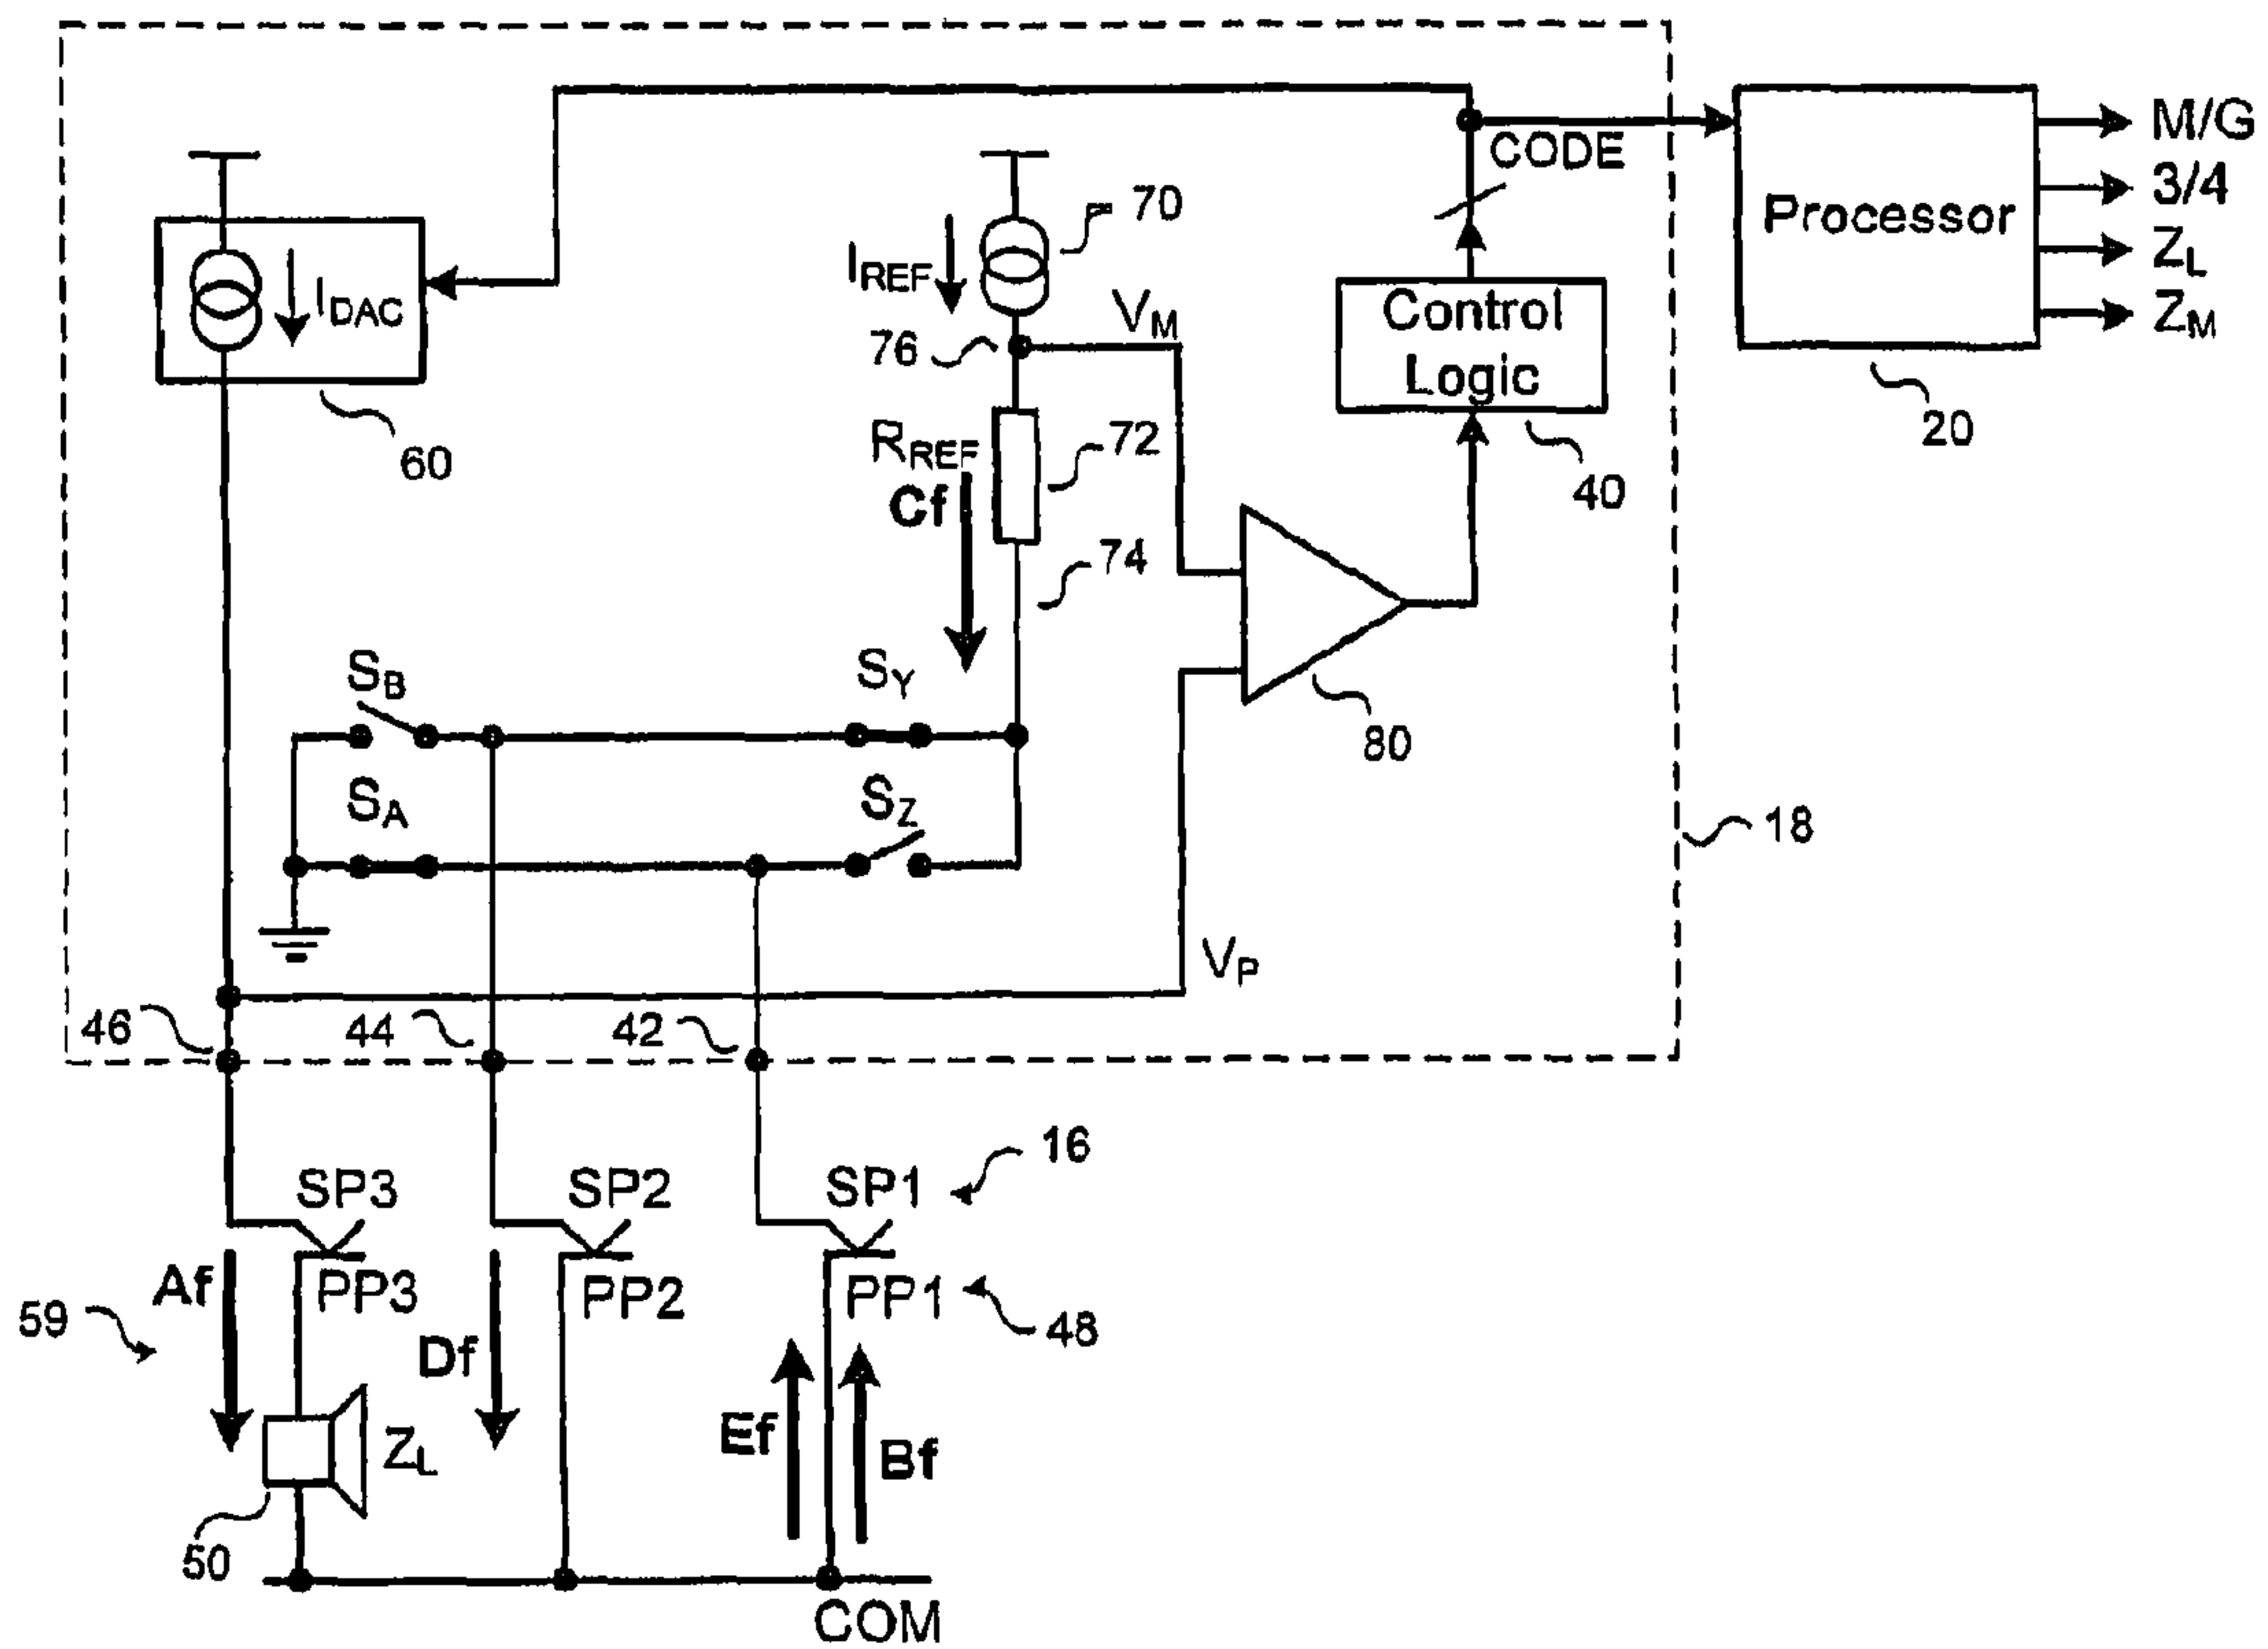 M/G
CODE
3/4
Processor
Z_L
Z_M
I_DAC
I_REF
70
V_M
76
Control
Logic
60
R_REF
72
Cf
20
40
74
S_B
S_Y
80
S_A
S_Z
18
V_P
46
44
42
16
SP3
SP2
SP1
Af
PP3
PP2
PP1
59
48
Df
Ef
Bf
Z_L
50
COM